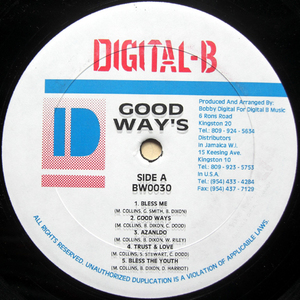 DIGITAL-B
GOOD
WAY'S
Produced And Arranged By:
Bobby Digital For Digital B Music
6 Rons Road
Kingston 20
Tel.: 809 - 924 - 5636
Distributors
In Jamaica W.I.
15 Keesing Ave.
Kingston 10
Tel.: 809 - 923 - 5753
In U.S.A.
Tel: (954) 433 - 4284
Fax: (954) 437 - 7129
SIDE A
BW0030
1. BLESS ME
(M. COLLINS, G. SMITH, B. DIXON)
2. GOOD WAYS
(M. COLLINS, B. DIXON, C. DODD)
3. AZANLDO
(M. COLLINS, B. DIXON, W. RILEY)
4. TRUST & LOVE
(M. COLLINS, S. STEWART, C. DODD)
5. BLESS THE YOUTH
(M. COLLINS, B. DIXON, D. HARRIOT)
ALL RIGHTS RESERVED. UNAUTHORIZED DUPLICATION IS A VIOLATION OF APPLICABLE LAWS.